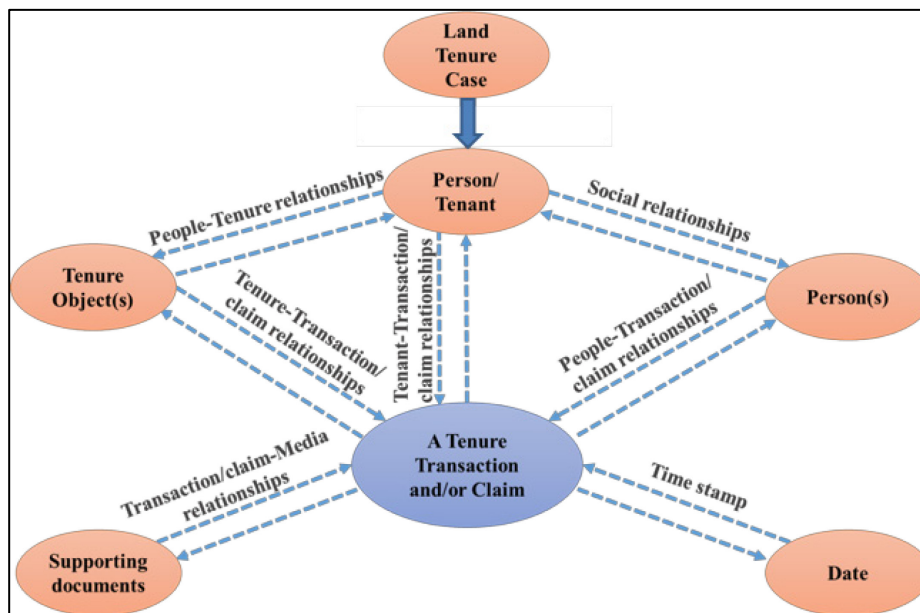 Land
Tenure
Case
Person/
Tenant
People-Tenure relationships
Social relationships
Tenure
Object(s)
Person(s)
Tenure-Transaction/
claim relationships
Tenant-Transaction/
claim relationships
People-Transaction/
claim relationships
A Tenure
Transaction
and/or Claim
Transaction/claim-Media
relationships
Time stamp
Supporting
documents
Date